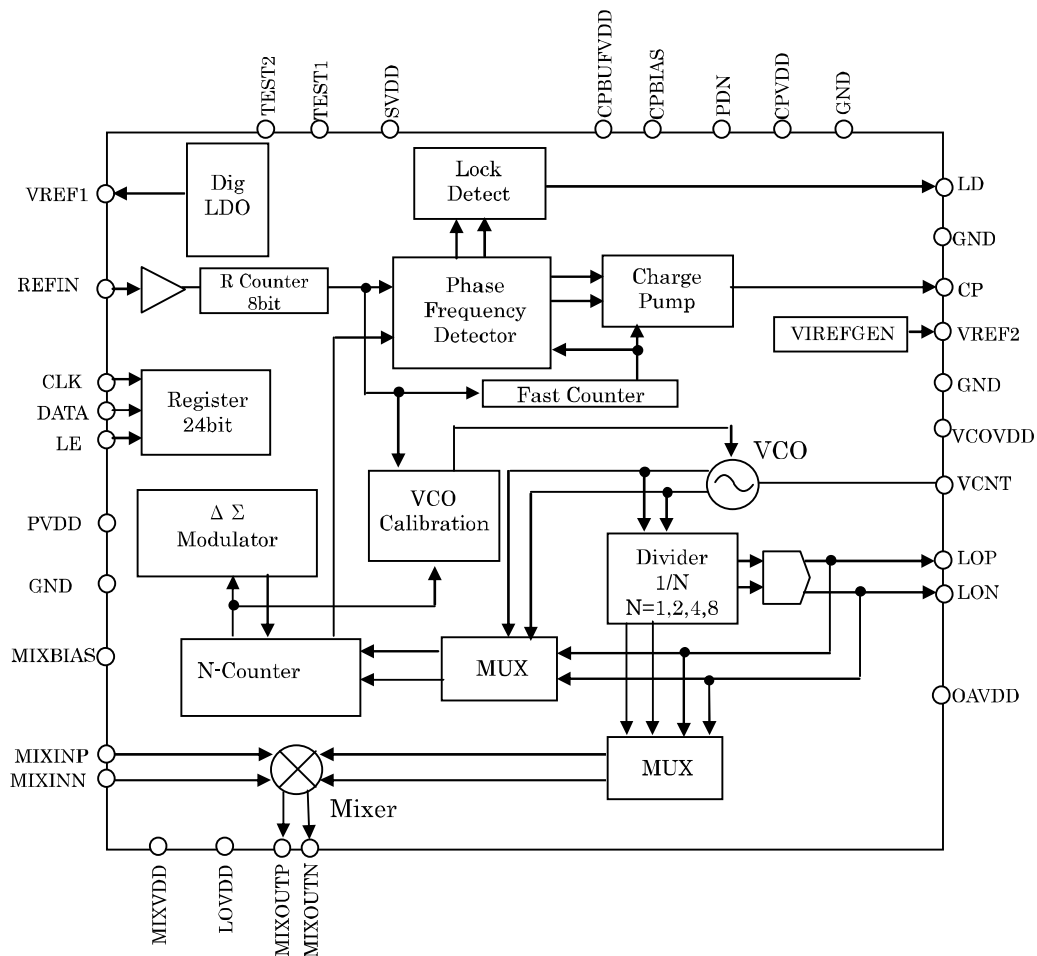 TEST2
TEST1
SVDD
CPBUFVDD
CPBIAS
PDN
CPVDD
GND
VREF1
Dig
LDO
Lock
Detect
LD
GND
REFIN
R Counter
8bit
Phase
Frequency
Detector
Charge
Pump
CP
VIREFGEN
VREF2
CLK
DATA
LE
Register
24bit
Fast Counter
GND
VCOVDD
VCO
VCNT
VCO
Calibration
Δ Σ
Modulator
PVDD
GND
Divider
1/N
N=1,2,4,8
LOP
LON
MIXBIAS
N-Counter
MUX
OAVDD
MIXINP
MIXINN
Mixer
MUX
MIXVDD
LOVDD
MIXOUTP
MIXOUTN